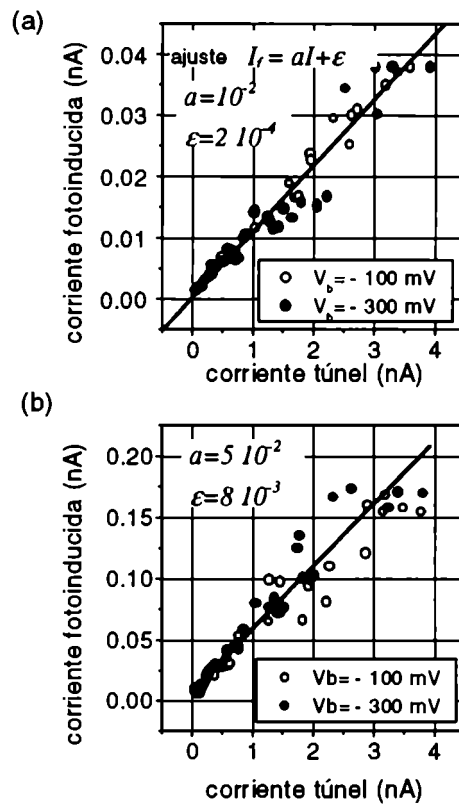 (a)
0.04
0.03
0.02
0.01
0.00
corriente fotoinducida (nA)
ajuste I_f = aI+ε
a=10^-2
ε=2 10^-4
V_b = - 100 mV
V_b = - 300 mV
0 1 2 3 4
corriente túnel (nA)
(b)
0.20
0.15
0.10
0.05
0.00
corriente fotoinducida (nA)
a=5 10^-2
ε=8 10^-3
Vb= - 100 mV
Vb= - 300 mV
0 1 2 3 4
corriente túnel (nA)